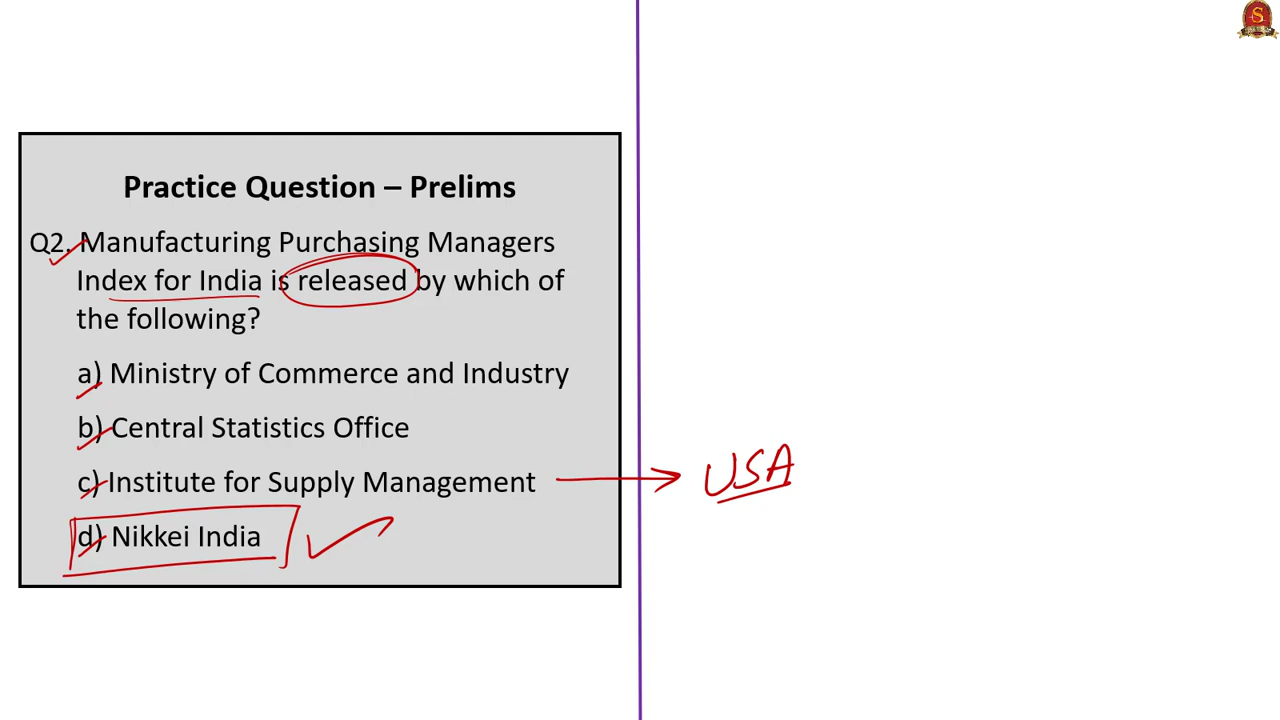 Practice Question – Prelims
Q2. Manufacturing Purchasing Managers
Index for India is released by which of
the following?
a) Ministry of Commerce and Industry
b) Central Statistics Office
c) Institute for Supply Management
USA
d) Nikkei India